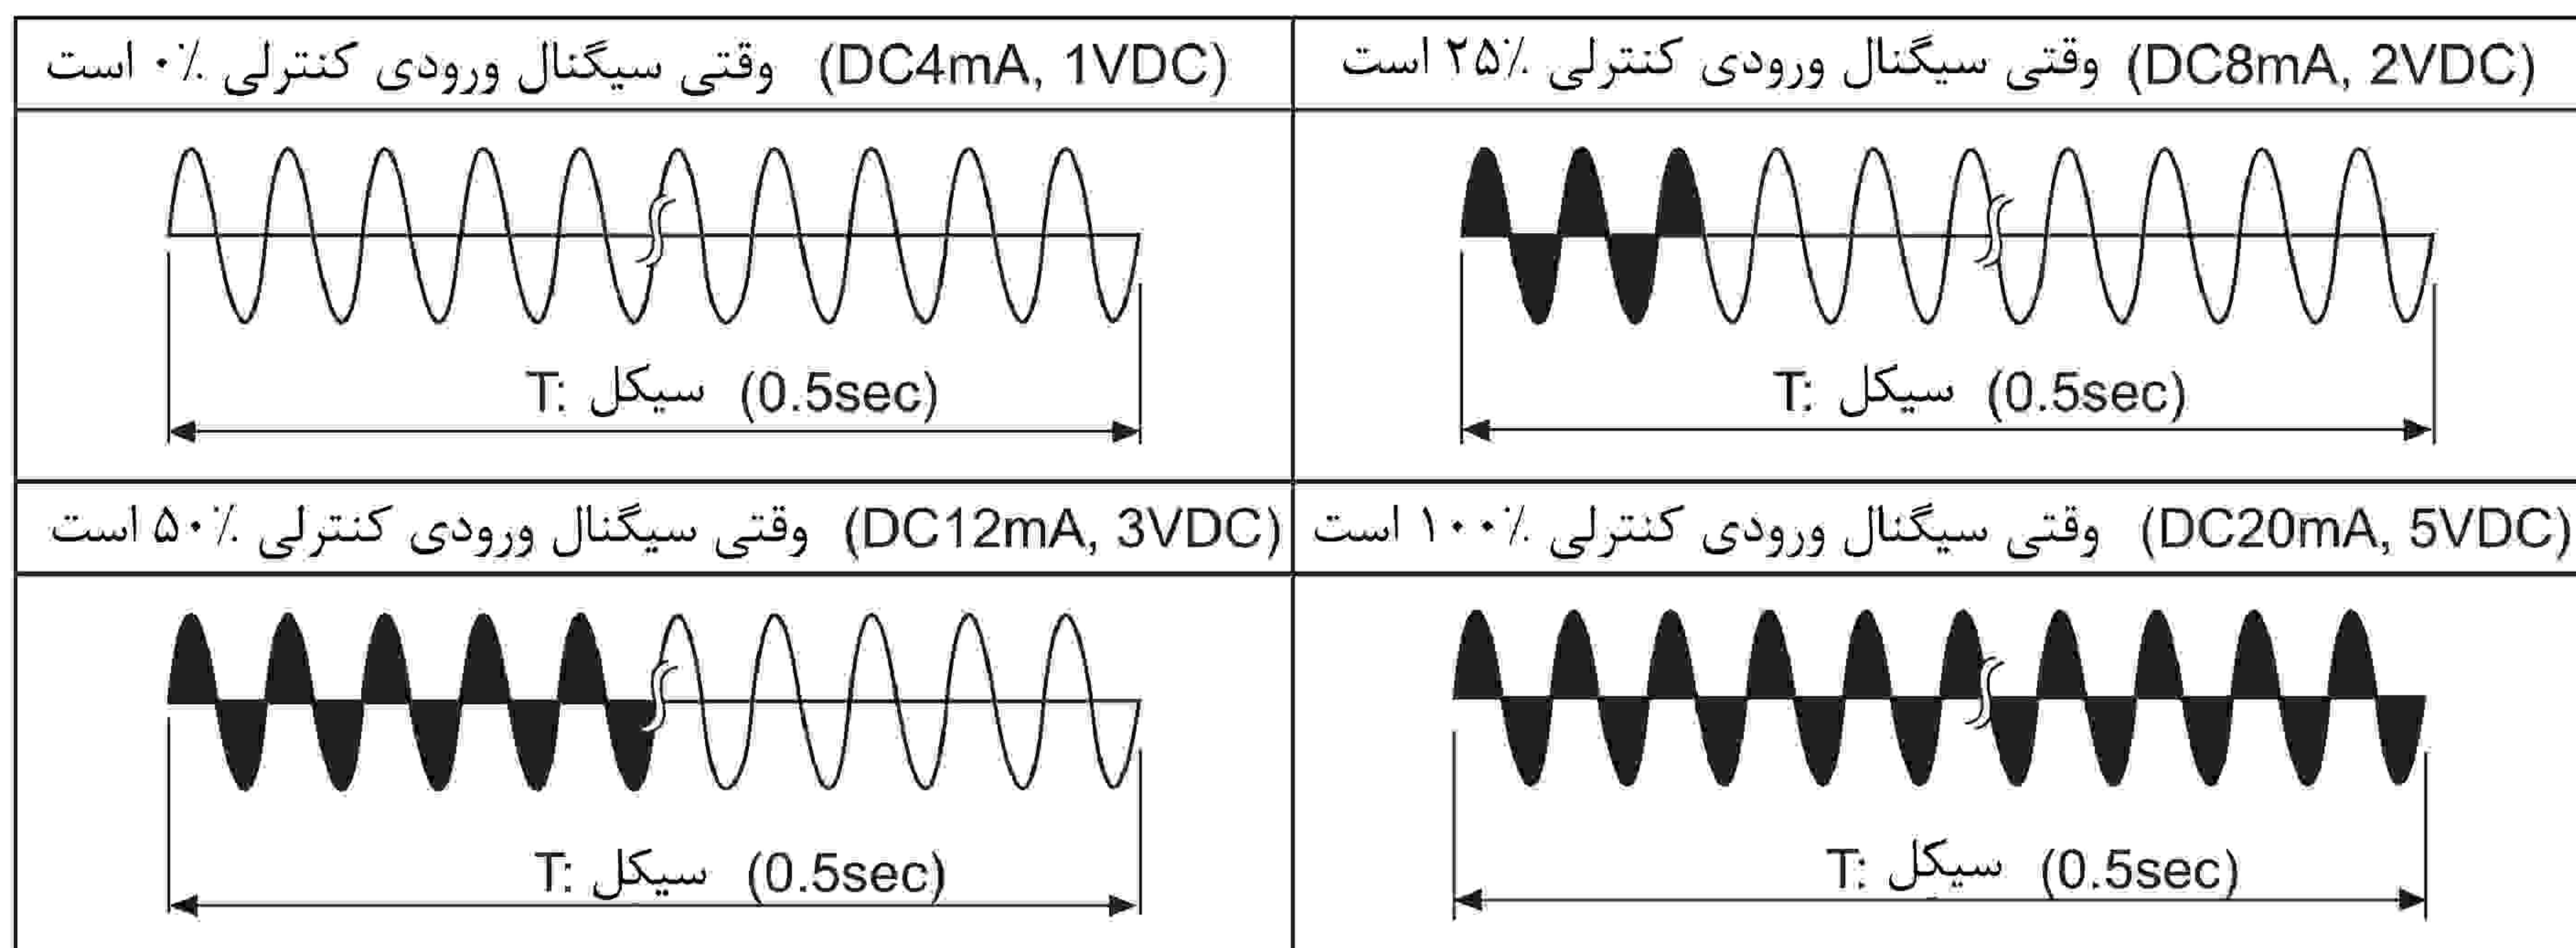 وقتی سیگنال ورودی کنترلی ۰٪ است (DC4mA, 1VDC)
وقتی سیگنال ورودی کنترلی ۲۵٪ است (DC8mA, 2VDC)
T: سیکل (0.5sec)
T: سیکل (0.5sec)
وقتی سیگنال ورودی کنترلی ۵۰٪ است (DC12mA, 3VDC)
وقتی سیگنال ورودی کنترلی ۱۰۰٪ است (DC20mA, 5VDC)
T: سیکل (0.5sec)
T: سیکل (0.5sec)